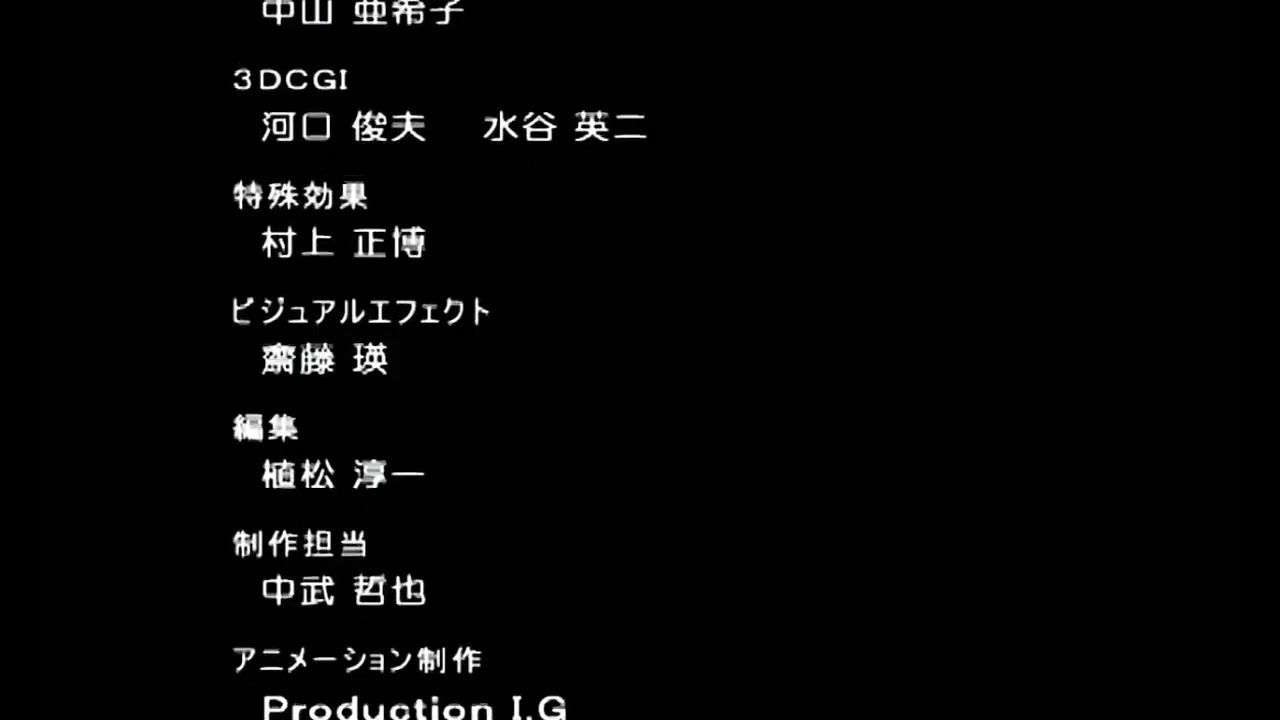 中山 亜希子
3DCGI
河口 俊夫 水谷 英二
特殊効果
村上 正博
ビジュアルエフェクト
齋藤 瑛
編集
植松 淳一
制作担当
中武 哲也
アニメーション制作
Production I.G